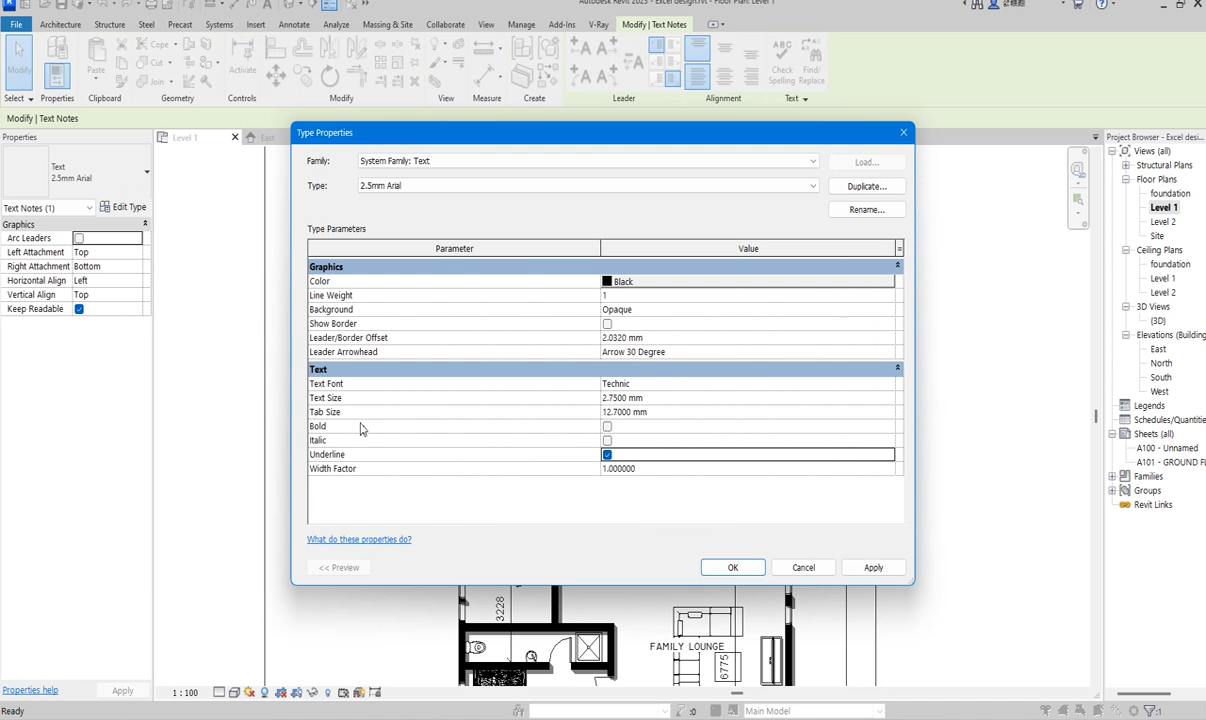 Autodesk Revit 2023 - Excel design - Floor Plan: Level 1
File Architecture Structure Steel Precast Systems Insert Annotate Analyze Massing & Site Collaborate View Manage Add-Ins V-Ray Modify | Text Notes
Modify Paste Cope Cut Join Activate Check Spelling Find/ Replace
Select Properties Clipboard Geometry Controls Modify View Measure Create Leader Alignment Text
Modify | Text Notes
Properties
Level 1 East
Project Browser - Excel desi...
Text
2.5mm Arial
Text Notes (1) Edit Type
Graphics
Arc Leaders
Left Attachment Top
Right Attachment Bottom
Horizontal Align Left
Vertical Align Top
Keep Readable
Properties help Apply
Type Properties
Family: System Family: Text Load...
Type: 2.5mm Arial Duplicate...
Rename...
Type Parameters
Parameter Value =
Graphics
Color Black
Line Weight 1
Background Opaque
Show Border
Leader/Border Offset 2.0320 mm
Leader Arrowhead Arrow 30 Degree
Text
Text Font Technic
Text Size 2.7500 mm
Tab Size 12.7000 mm
Bold
Italic
Underline
Width Factor 1.000000
What do these properties do?
<< Preview OK Cancel Apply
3228
FAMILY LOUNGE
6775
Views (all)
Structural Plans
Floor Plans
foundation
Level 1
Level 2
Site
Ceiling Plans
foundation
Level 1
Level 2
3D Views
{3D}
Elevations (Building
East
North
South
West
Legends
Schedules/Quantitie
Sheets (all)
A100 - Unnamed
A101 - GROUND FL
Families
Groups
Revit Links
1 : 100
Ready :0 Main Model :1